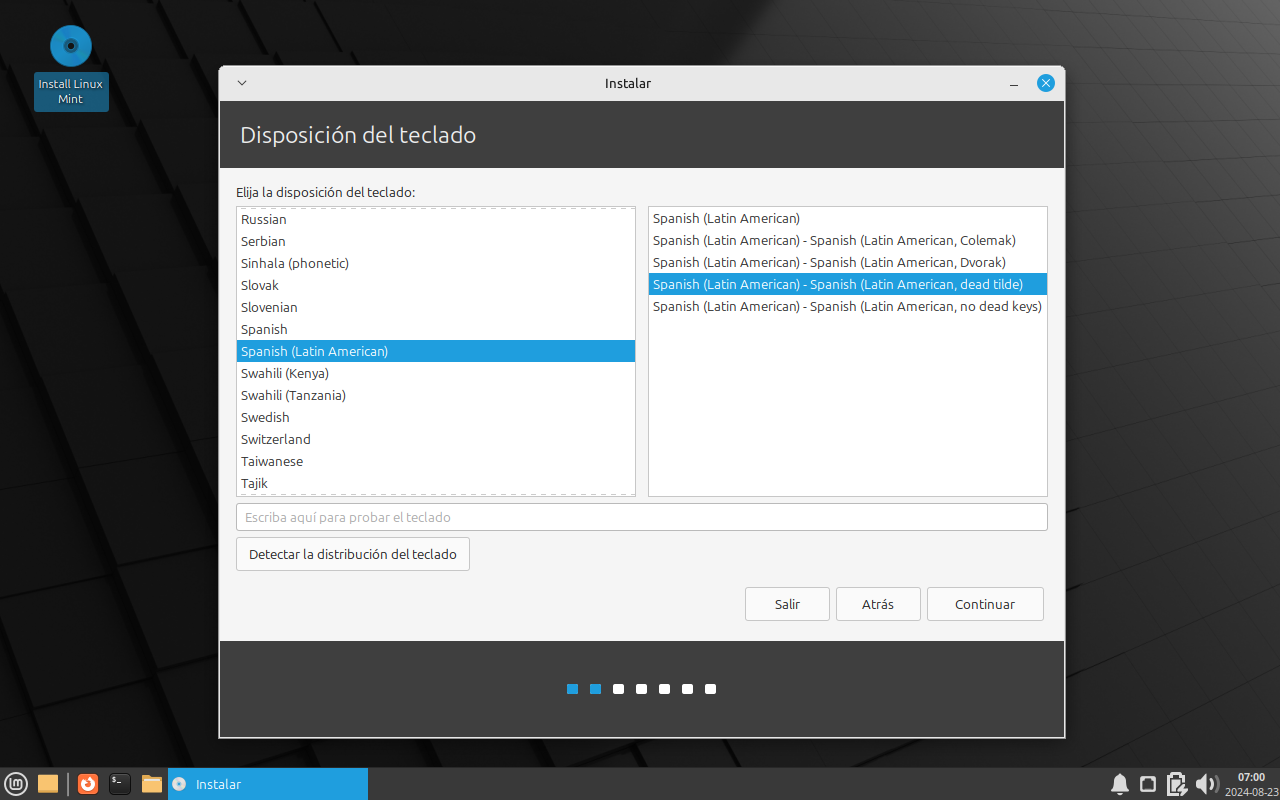 Install Linux
Mint
Instalar
Disposición del teclado
Elija la disposición del teclado:
Russian
Serbian
Sinhala (phonetic)
Slovak
Slovenian
Spanish
Spanish (Latin American)
Swahili (Kenya)
Swahili (Tanzania)
Swedish
Switzerland
Taiwanese
Tajik
Spanish (Latin American)
Spanish (Latin American) - Spanish (Latin American, Colemak)
Spanish (Latin American) - Spanish (Latin American, Dvorak)
Spanish (Latin American) - Spanish (Latin American, dead tilde)
Spanish (Latin American) - Spanish (Latin American, no dead keys)
Escriba aquí para probar el teclado
Detectar la distribución del teclado
Salir
Atrás
Continuar
$_
Instalar
07:00
2024-08-23